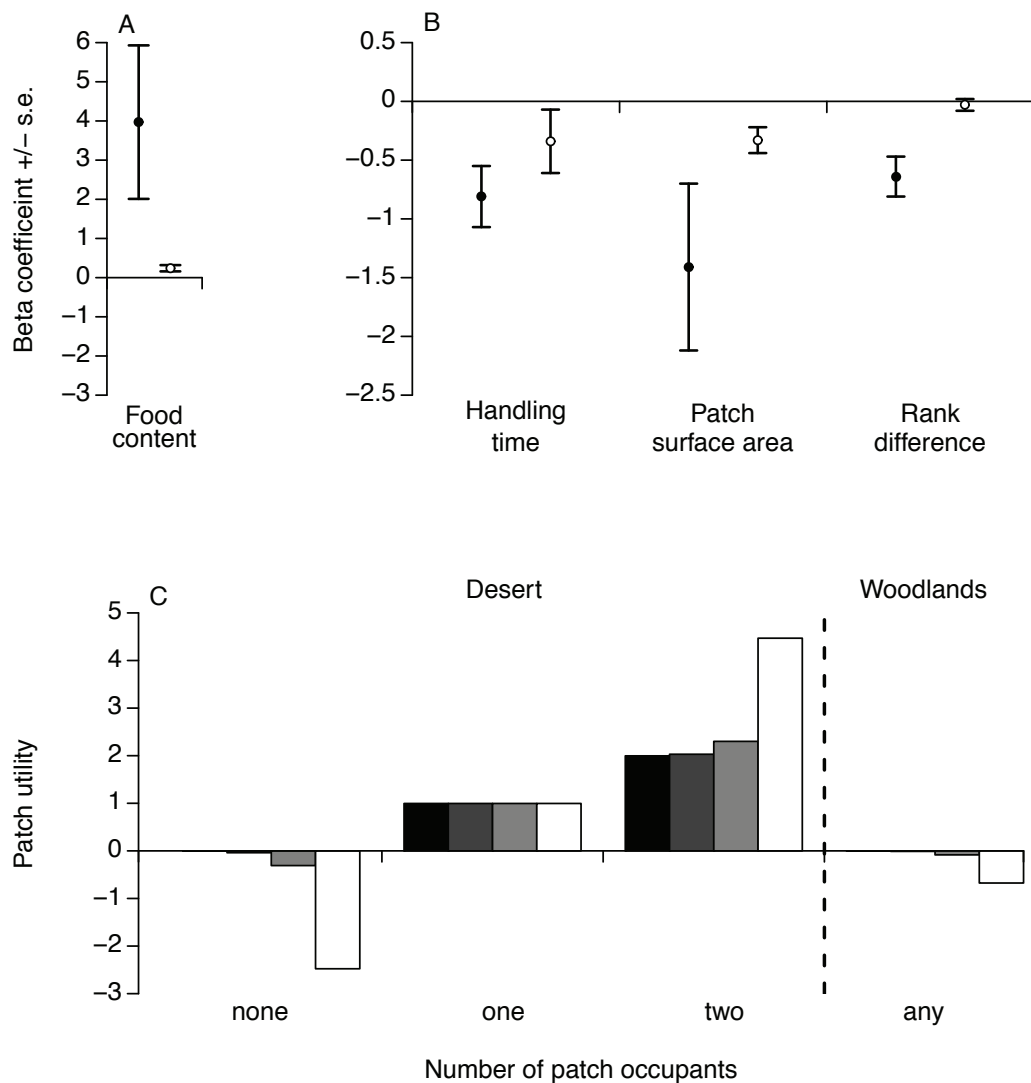 A
6
5
4
3
2
1
0
−1
−2
−3
Beta coefficeint +/− s.e.
Food
content
B
0.5
0
−0.5
−1
−1.5
−2
−2.5
Handling
time
Patch
surface area
Rank
difference
C
Desert
Woodlands
5
4
3
2
1
0
−1
−2
−3
Patch utility
none
one
two
any
Number of patch occupants